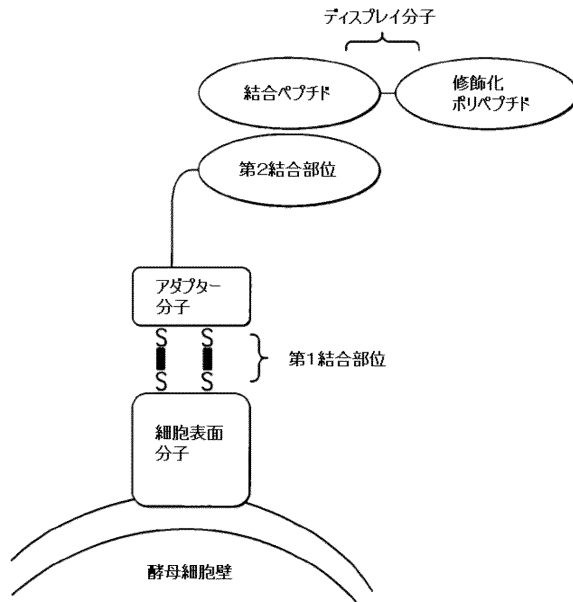 ディスプレイ分子
結合ペプチド
修飾化
ポリペプチド
第2結合部位
アダプター
分子
S S
S S
第1結合部位
細胞表面
分子
酵母細胞壁